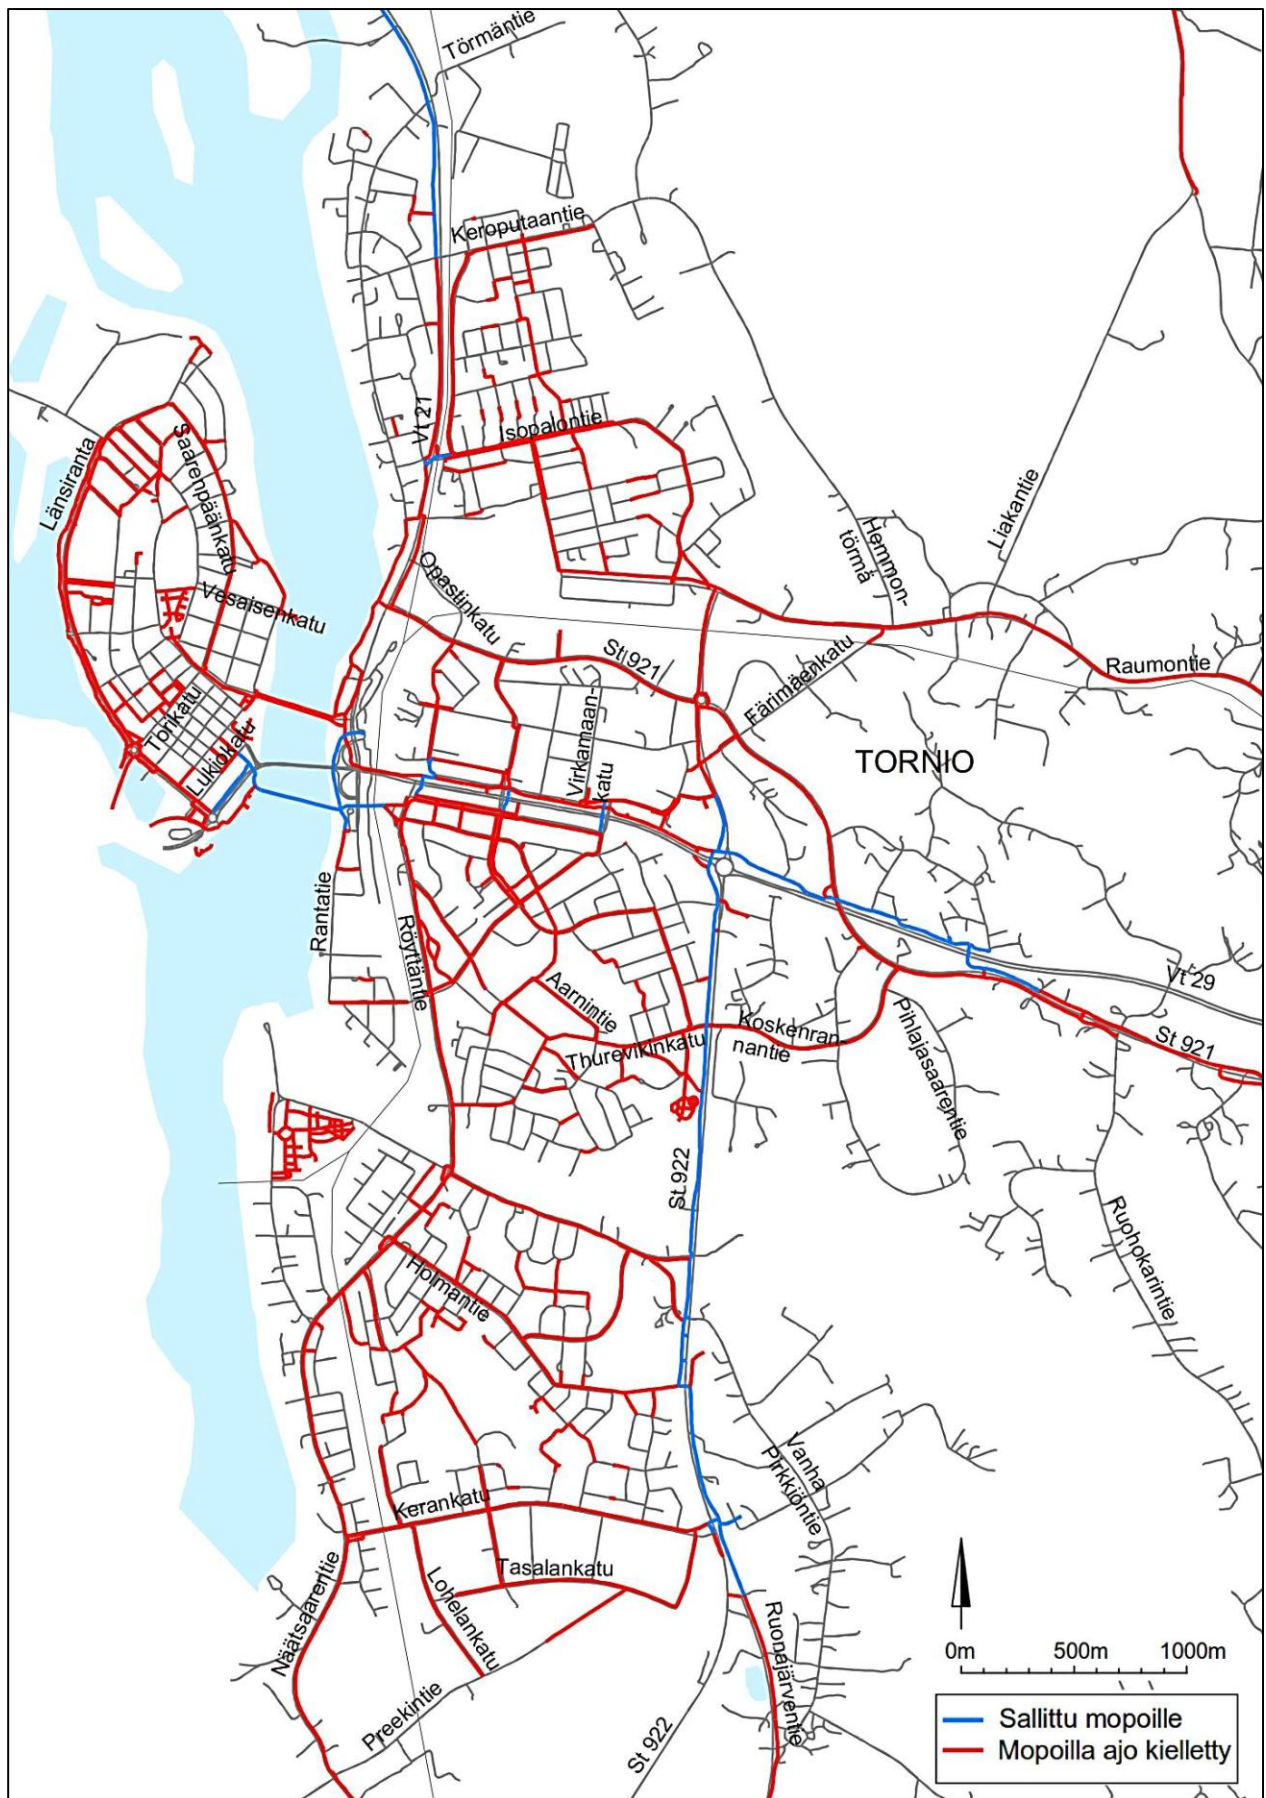 Törmäntie
Keroputaantie
Vt 21
Isopalontie
Länsiranta
Saarenpäänkatu
Vesaisenkatu
Hemmon-
törmä
Liakantie
Opastinkatu
St 921
Raumontie
Färimäenkatu
Torikatu
Lukiokatu
Virkamaan-
katu
TORNIO
Rantatie
Röyttäntie
Aarnintie
Thurevikinkatu
Koskenran-
nantie
Pihlajasaarentie
Vt 29
St 921
St 922
Ruohokarintie
Holmantie
Vanha
Pirkkiöntie
Kerankatu
Tasalankatu
Lohelankatu
Näätsaarentie
Preekintie
Ruonajärventie
St 922
0m 500m 1000m
Sallittu mopoille
Mopoilla ajo kielletty